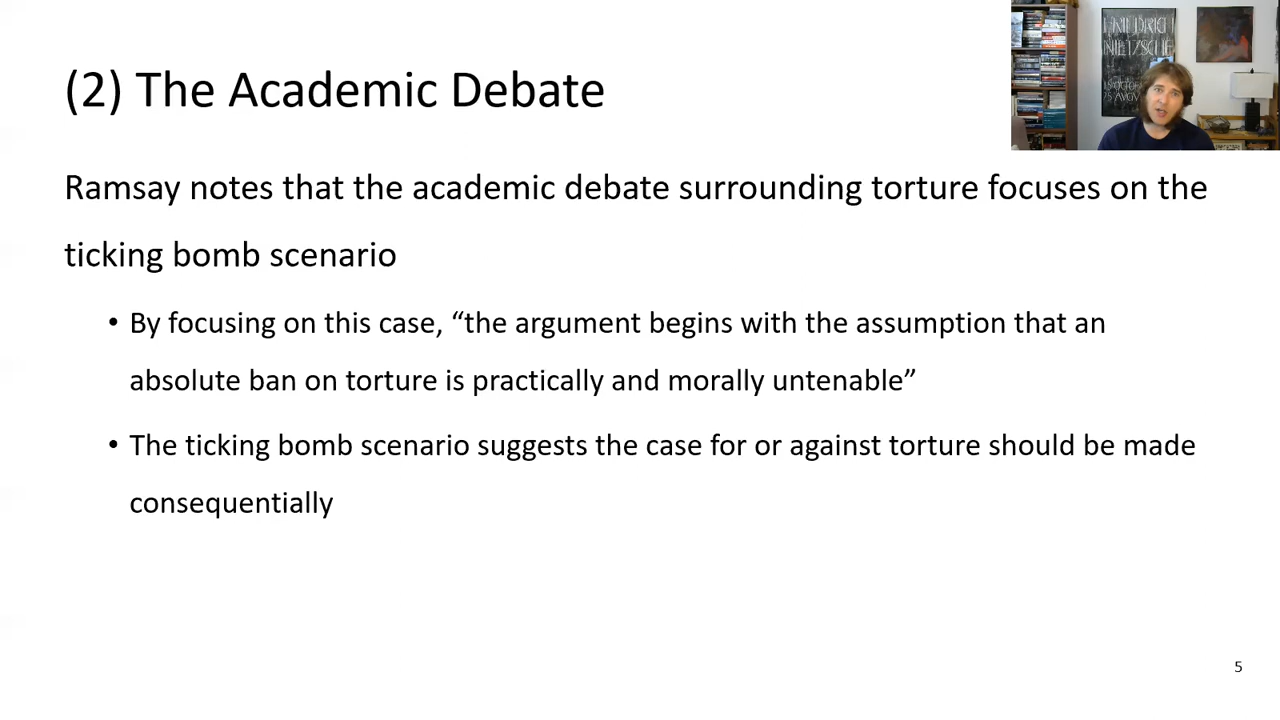 (2) The Academic Debate
FRIEDRICH
NIETZSCHE
Ramsay notes that the academic debate surrounding torture focuses on the
ticking bomb scenario
• By focusing on this case, “the argument begins with the assumption that an
absolute ban on torture is practically and morally untenable”
• The ticking bomb scenario suggests the case for or against torture should be made
consequentially
5